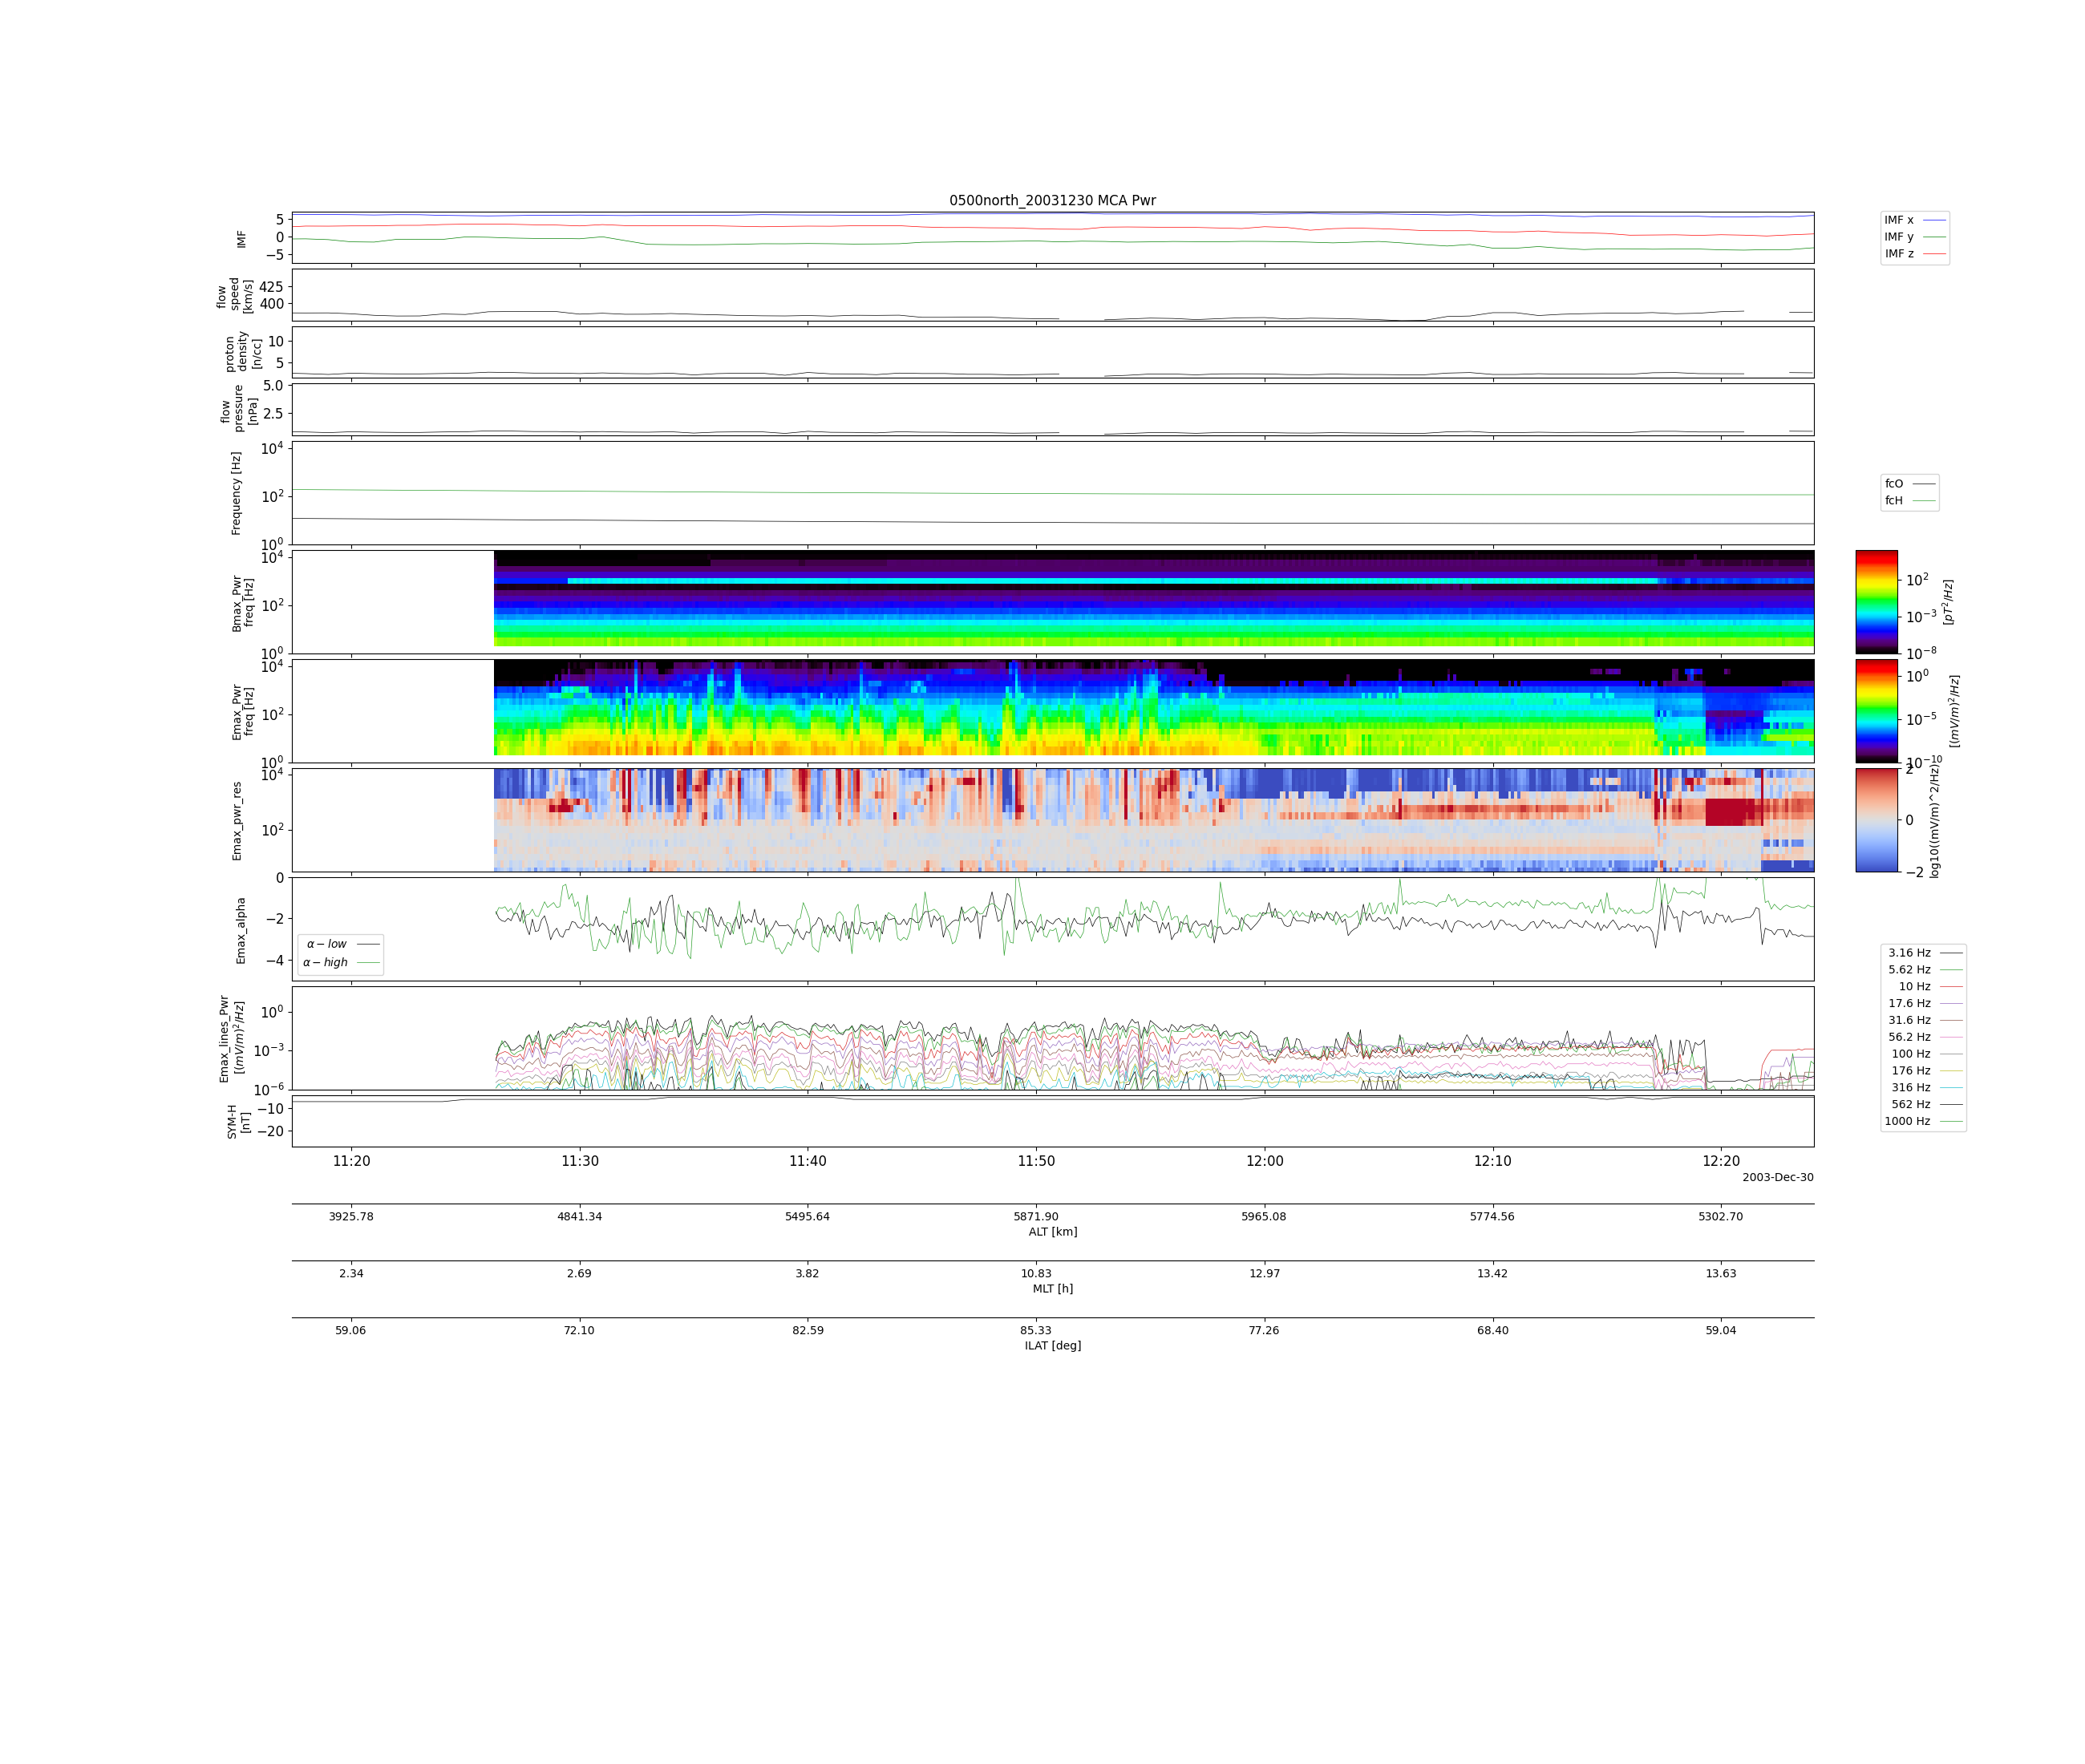 0500north_20031230 MCA Pwr
IMF
5
0
−5
IMF x
IMF y
IMF z
flow
speed
[km/s]
425
400
proton
density
[n/cc]
10
5
flow
pressure
[nPa]
5.0
2.5
Frequency [Hz]
10^4
10^2
10^0
fcO
fcH
Bmax_Pwr
freq [Hz]
10^4
10^2
10^0
10^2
10^−3
10^−8
[pT^2/Hz]
Emax_Pwr
freq [Hz]
10^4
10^2
10^0
10^0
10^−5
10^−10
[(mV/m)^2/Hz]
Emax_pwr_res
10^4
10^2
2
0
−2
log10((mV/m)^2/Hz)
Emax_alpha
0
−2
−4
α − low
α − high
Emax_lines_Pwr
[(mV/m)^2/Hz]
10^0
10^−3
10^−6
3.16 Hz
5.62 Hz
10 Hz
17.6 Hz
31.6 Hz
56.2 Hz
100 Hz
176 Hz
316 Hz
562 Hz
1000 Hz
SYM-H
[nT]
−10
−20
11:20 11:30 11:40 11:50 12:00 12:10 12:20
2003-Dec-30
3925.78 4841.34 5495.64 5871.90 5965.08 5774.56 5302.70
ALT [km]
2.34 2.69 3.82 10.83 12.97 13.42 13.63
MLT [h]
59.06 72.10 82.59 85.33 77.26 68.40 59.04
ILAT [deg]